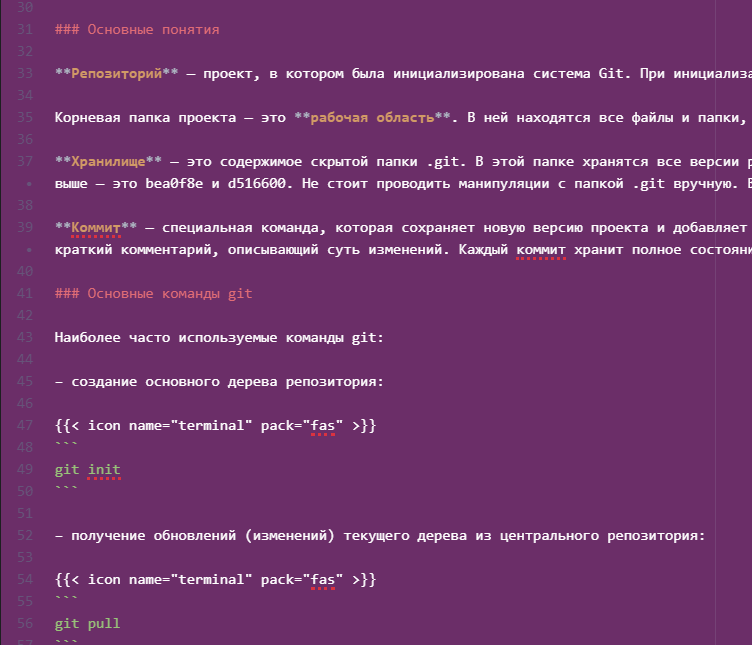 30
31 ### Основные понятия
32
33 **Репозиторий** — проект, в котором была инициализирована система Git. При инициализа
34
35 Корневая папка проекта — это **рабочая область**. В ней находятся все файлы и папки,
36
37 **Хранилище** — это содержимое скрытой папки .git. В этой папке хранятся все версии р
• выше — это bea0f8e и d516600. Не стоит проводить манипуляции с папкой .git вручную. В
38
39 **Коммит** — специальная команда, которая сохраняет новую версию проекта и добавляет
• краткий комментарий, описывающий суть изменений. Каждый коммит хранит полное состояни
40
41 ### Основные команды git
42
43 Наиболее часто используемые команды git:
44
45 – создание основного дерева репозитория:
46
47 {{< icon name="terminal" pack="fas" >}}
48 ```
49 git init
50 ```
51
52 – получение обновлений (изменений) текущего дерева из центрального репозитория:
53
54 {{< icon name="terminal" pack="fas" >}}
55 ```
56 git pull
57 ```